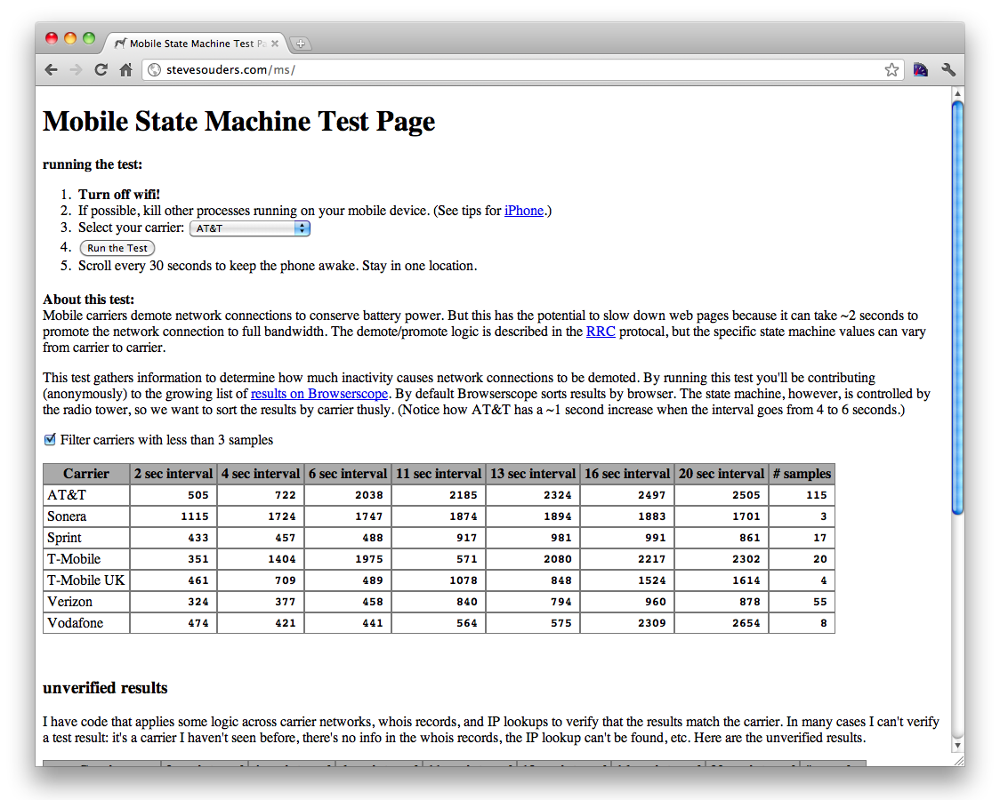 Mobile State Machine Test Pa
stevesouders.com/ms/
Mobile State Machine Test Page
running the test:
1. Turn off wifi!
2. If possible, kill other processes running on your mobile device. (See tips for iPhone.)
3. Select your carrier: AT&T
4. Run the Test
5. Scroll every 30 seconds to keep the phone awake. Stay in one location.
About this test:
Mobile carriers demote network connections to conserve battery power. But this has the potential to slow down web pages because it can take ~2 seconds to
promote the network connection to full bandwidth. The demote/promote logic is described in the RRC protocal, but the specific state machine values can vary
from carrier to carrier.
This test gathers information to determine how much inactivity causes network connections to be demoted. By running this test you'll be contributing
(anonymously) to the growing list of results on Browserscope. By default Browserscope sorts results by browser. The state machine, however, is controlled by
the radio tower, so we want to sort the results by carrier thusly. (Notice how AT&T has a ~1 second increase when the interval goes from 4 to 6 seconds.)
Filter carriers with less than 3 samples
Carrier 2 sec interval 4 sec interval 6 sec interval 11 sec interval 13 sec interval 16 sec interval 20 sec interval # samples
AT&T 505 722 2038 2185 2324 2497 2505 115
Sonera 1115 1724 1747 1874 1894 1883 1701 3
Sprint 433 457 488 917 981 991 861 17
T-Mobile 351 1404 1975 571 2080 2217 2302 20
T-Mobile UK 461 709 489 1078 848 1524 1614 4
Verizon 324 377 458 840 794 960 878 55
Vodafone 474 421 441 564 575 2309 2654 8
unverified results
I have code that applies some logic across carrier networks, whois records, and IP lookups to verify that the results match the carrier. In many cases I can't verify
a test result: it's a carrier I haven't seen before, there's no info in the whois records, the IP lookup can't be found, etc. Here are the unverified results.